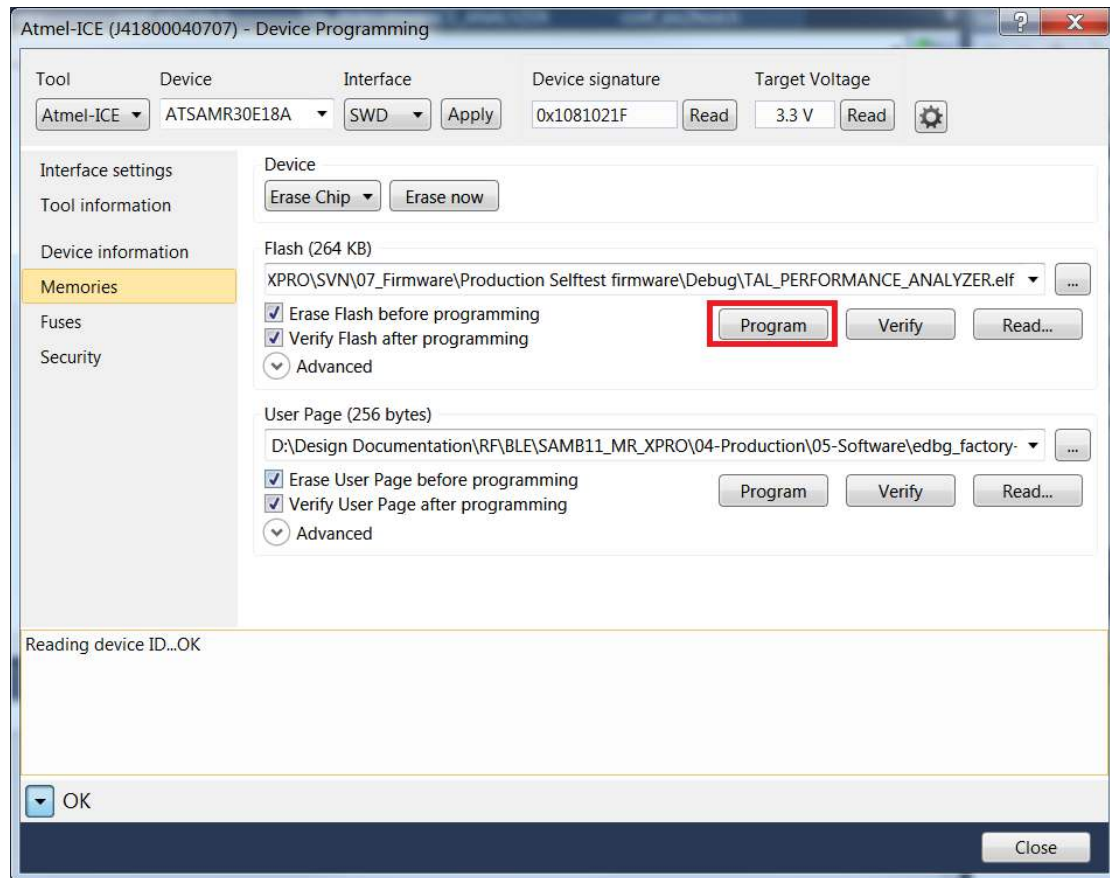 Atmel-ICE (J41800040707) - Device Programming
Tool Device Interface Device signature Target Voltage
Atmel-ICE ATSAMR30E18A SWD Apply 0x1081021F Read 3.3 V Read
Interface settings
Tool information
Device information
Memories
Fuses
Security
Device
Erase Chip Erase now
Flash (264 KB)
XPRO\SVN\07_Firmware\Production Selftest firmware\Debug\TAL_PERFORMANCE_ANALYZER.elf ...
Erase Flash before programming
Verify Flash after programming
Program Verify Read...
Advanced
User Page (256 bytes)
D:\Design Documentation\RF\BLE\SAMB11_MR_XPRO\04-Production\05-Software\edbg_factory- ...
Erase User Page before programming
Verify User Page after programming
Program Verify Read...
Advanced
Reading device ID...OK
OK
Close